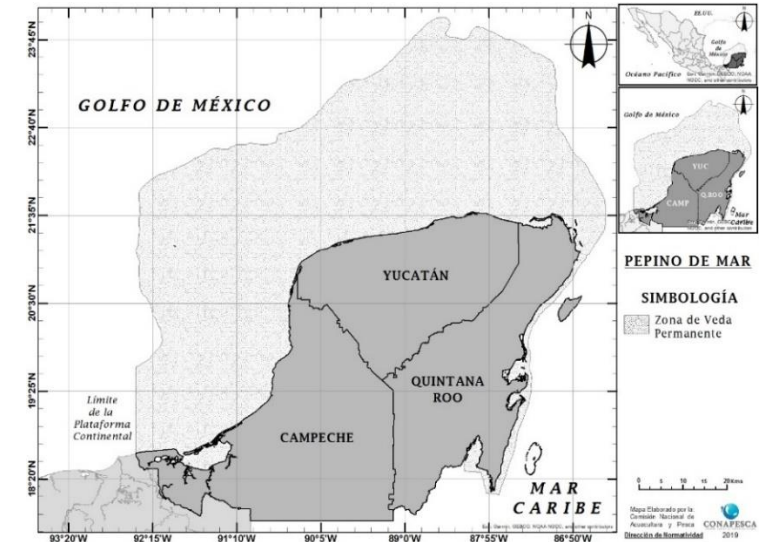 GOLFO DE MÉXICO
YUCATÁN
QUINTANA
ROO
CAMPECHE
Límite
de la
Plataforma
Continental
MAR
CARIBE
23°45'N
22°40'N
21°35'N
20°30'N
19°25'N
18°20'N
93°20'O
92°15'O
91°10'O
90°5'O
89°0'O
87°55'O
86°50'O
N
EE.UU.
N
Golfo
de
México
Océano Pacífico
N
Golfo de México
YUC
CAMP
Q.ROO
Mar
Caribe
PEPINO DE MAR
SIMBOLOGÍA
Zona de Veda
Permanente
0 5 10 15 20Kms
Mapa Elaborado por la
Comisión Nacional de
Acuacultura y Pesca
Dirección de Normatividad
CONAPESCA
2019